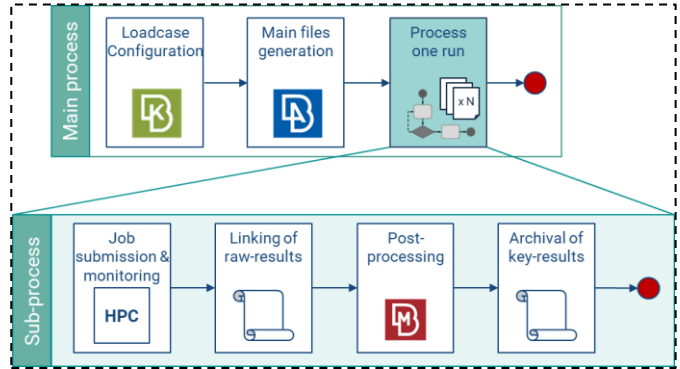 Main process
Loadcase
Configuration
K
Main files
generation
A
Process
one run
x N
Sub-process
Job
submission &
monitoring
HPC
Linking of
raw-results
Post-
processing
M
Archival of
key-results